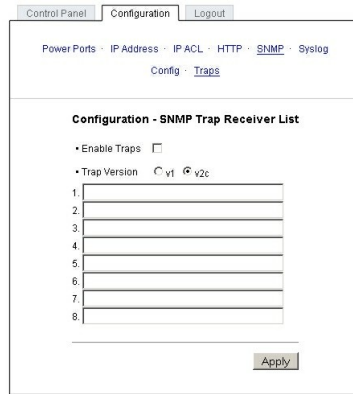 Control Panel Configuration Logout
Power Ports · IP Address · IP ACL · HTTP · SNMP · Syslog
Config · Traps
Configuration - SNMP Trap Receiver List
▪ Enable Traps
▪ Trap Version v1 v2c
1.
2.
3.
4.
5.
6.
7.
8.
Apply